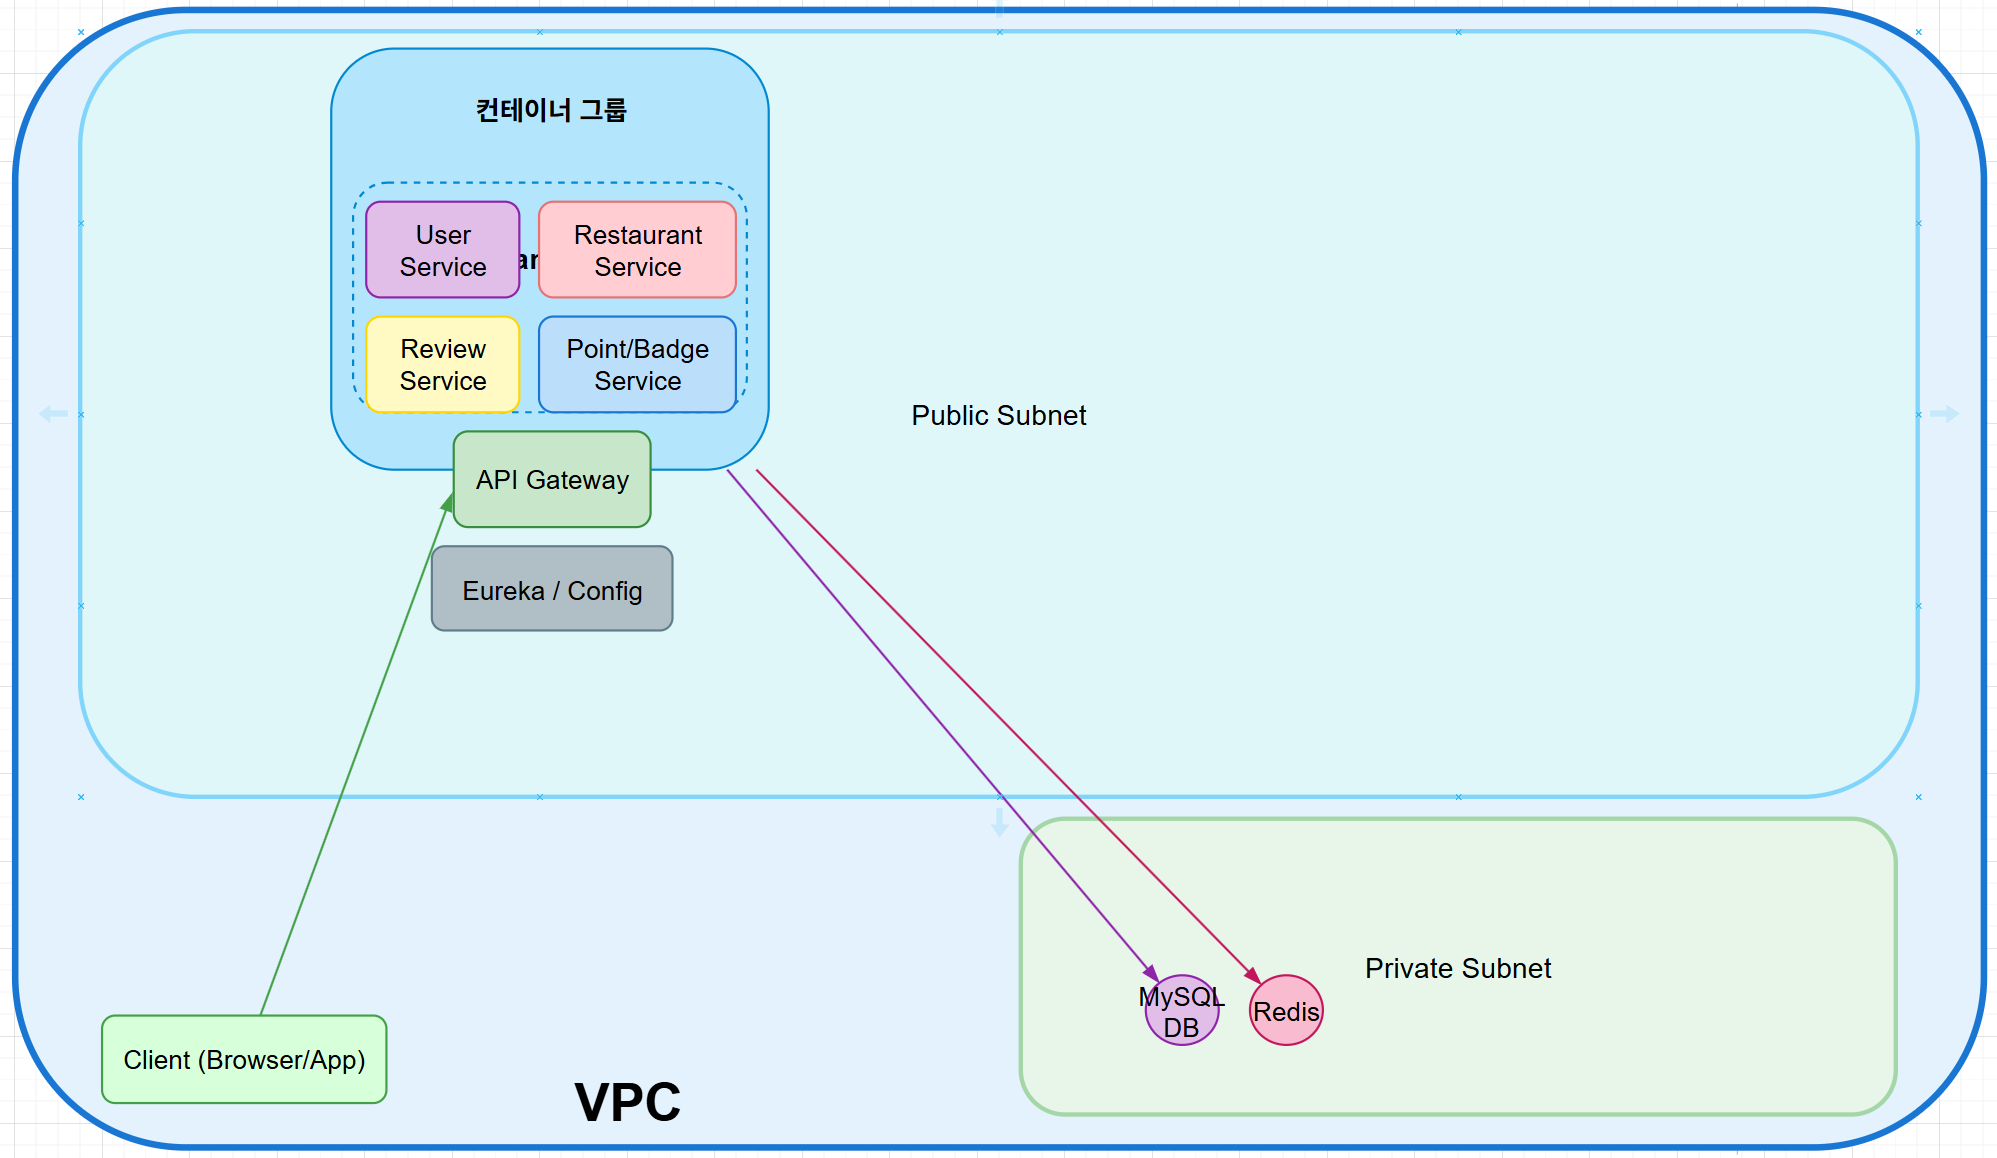 컨테이너 그룹
User
Service
Restaurant
Service
Review
Service
Point/Badge
Service
API Gateway
Eureka / Config
Public Subnet
Private Subnet
MySQL
DB
Redis
Client (Browser/App)
VPC